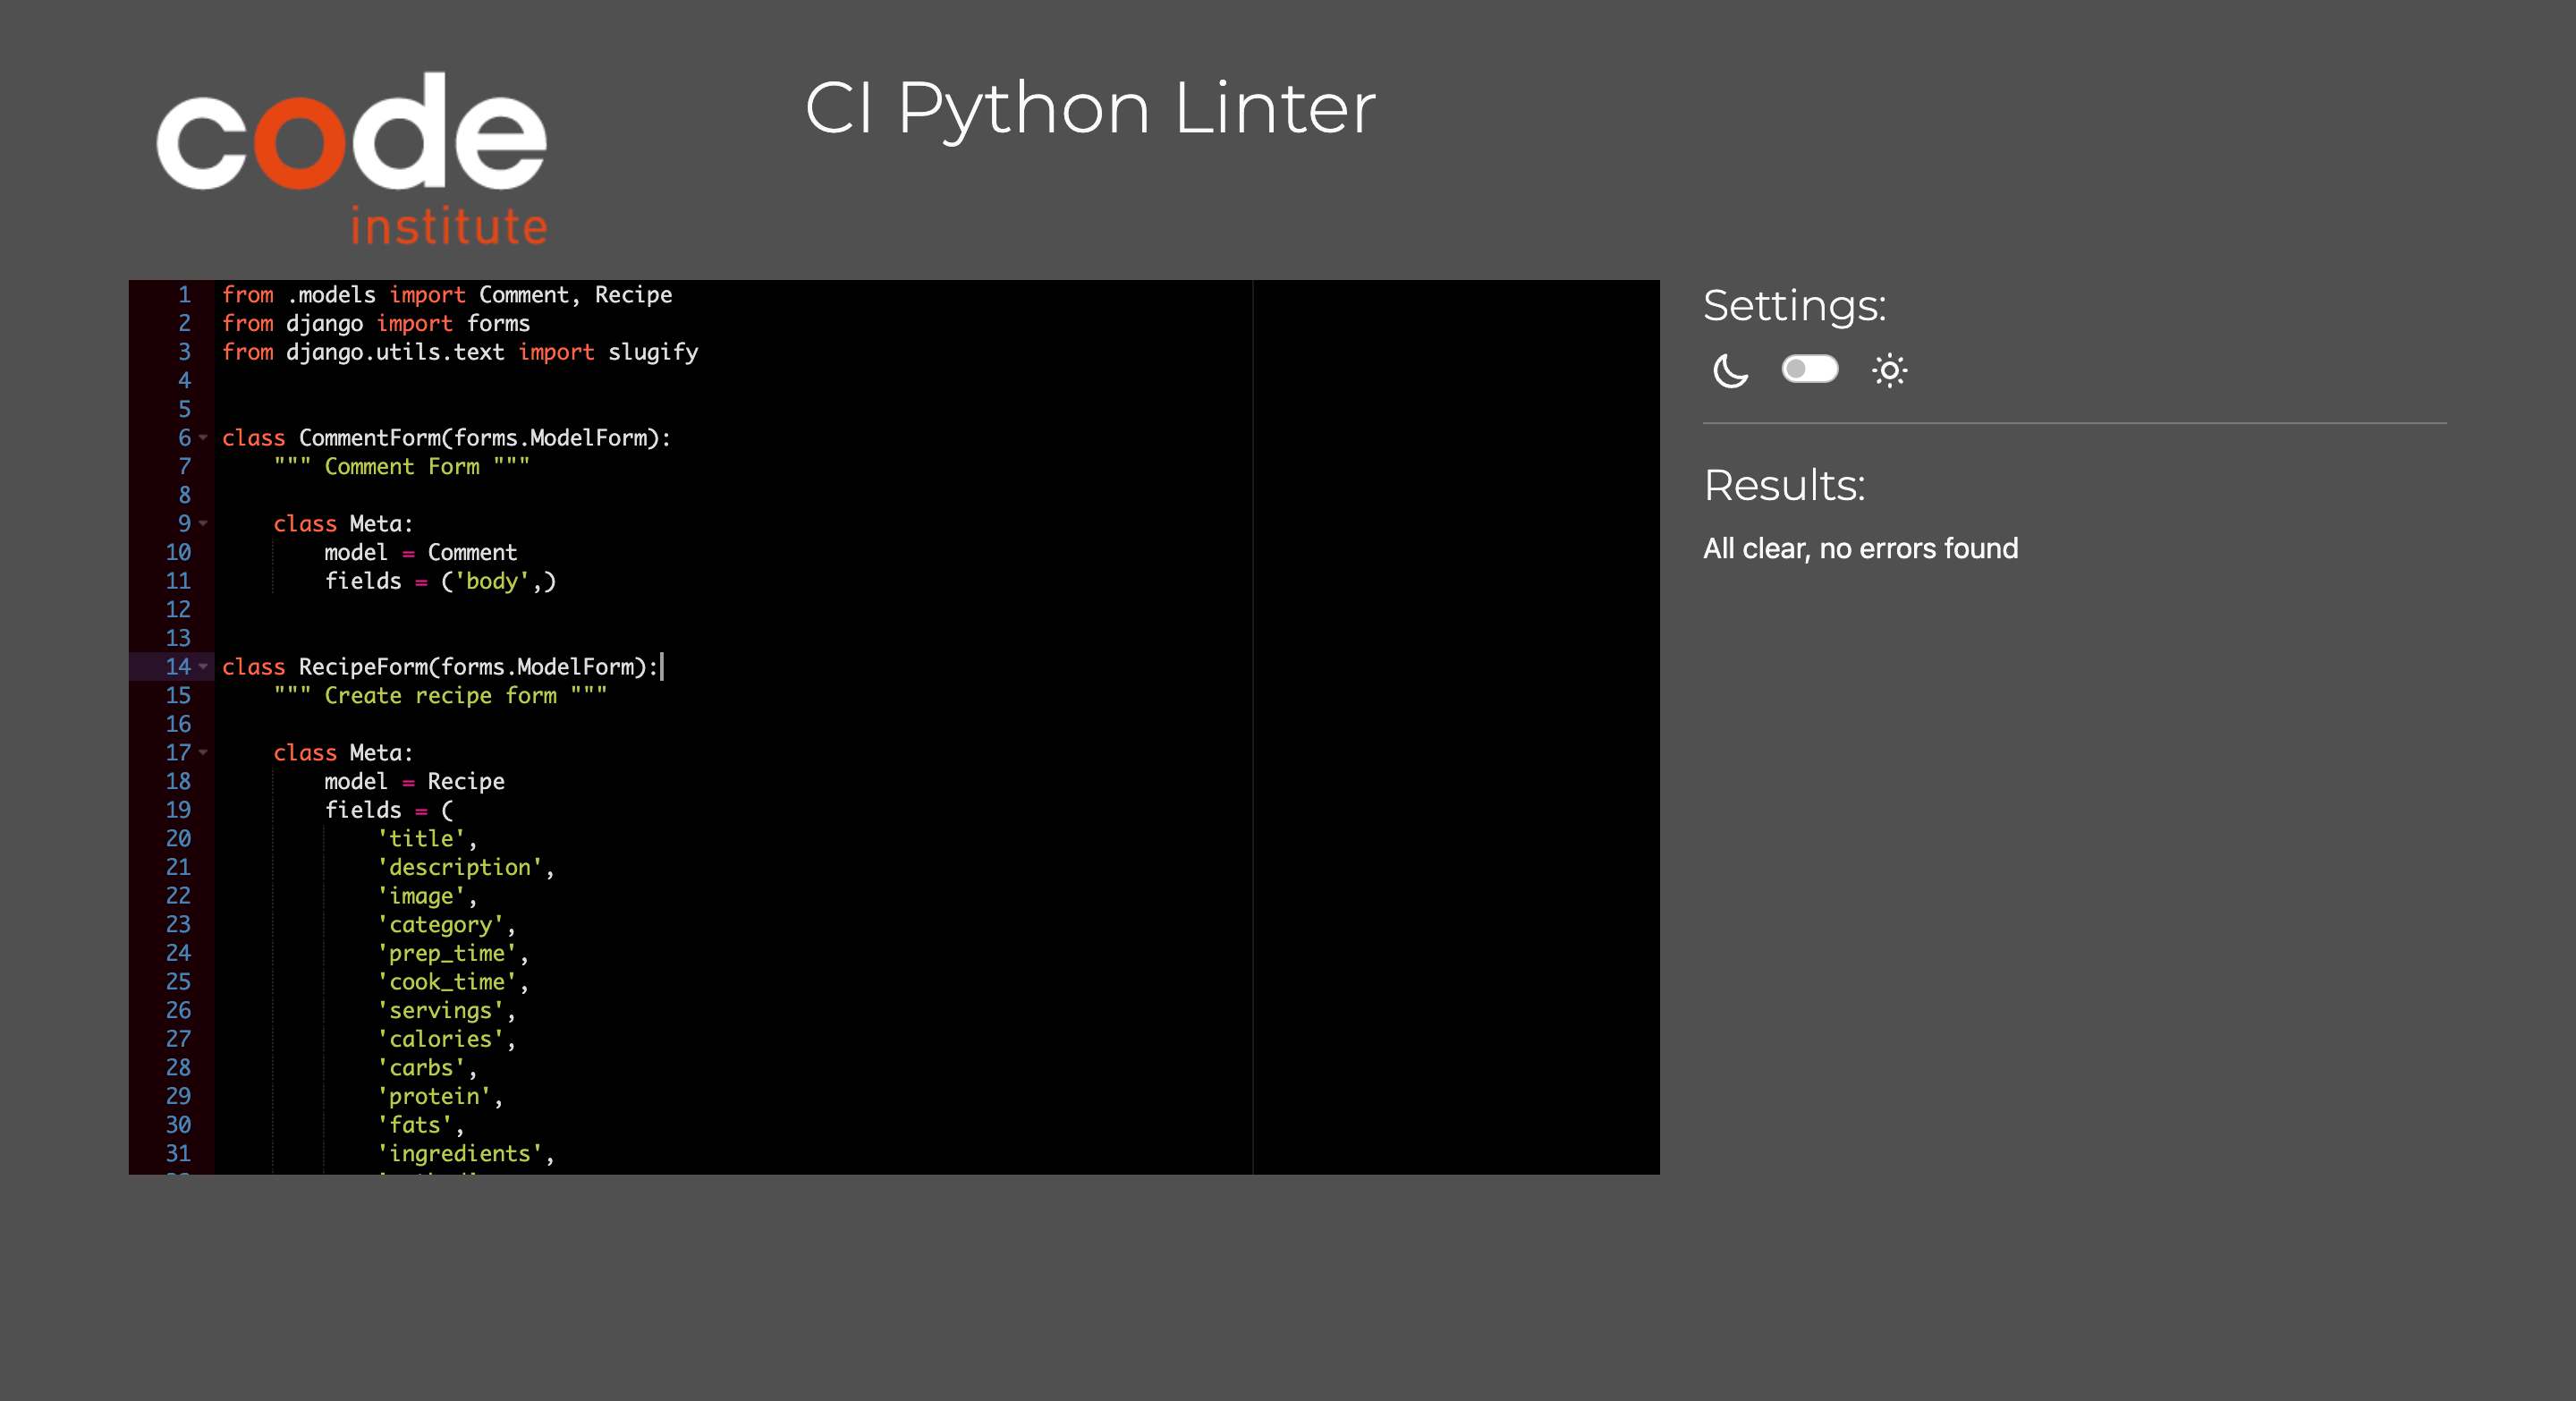 code
institute
CI Python Linter
1 from .models import Comment, Recipe
2 from django import forms
3 from django.utils.text import slugify
4
5
6 class CommentForm(forms.ModelForm):
7     """ Comment Form """
8
9     class Meta:
10         model = Comment
11         fields = ('body',)
12
13
14 class RecipeForm(forms.ModelForm):
15     """ Create recipe form """
16
17     class Meta:
18         model = Recipe
19         fields = (
20             'title',
21             'description',
22             'image',
23             'category',
24             'prep_time',
25             'cook_time',
26             'servings',
27             'calories',
28             'carbs',
29             'protein',
30             'fats',
31             'ingredients',
Settings:
Results:
All clear, no errors found